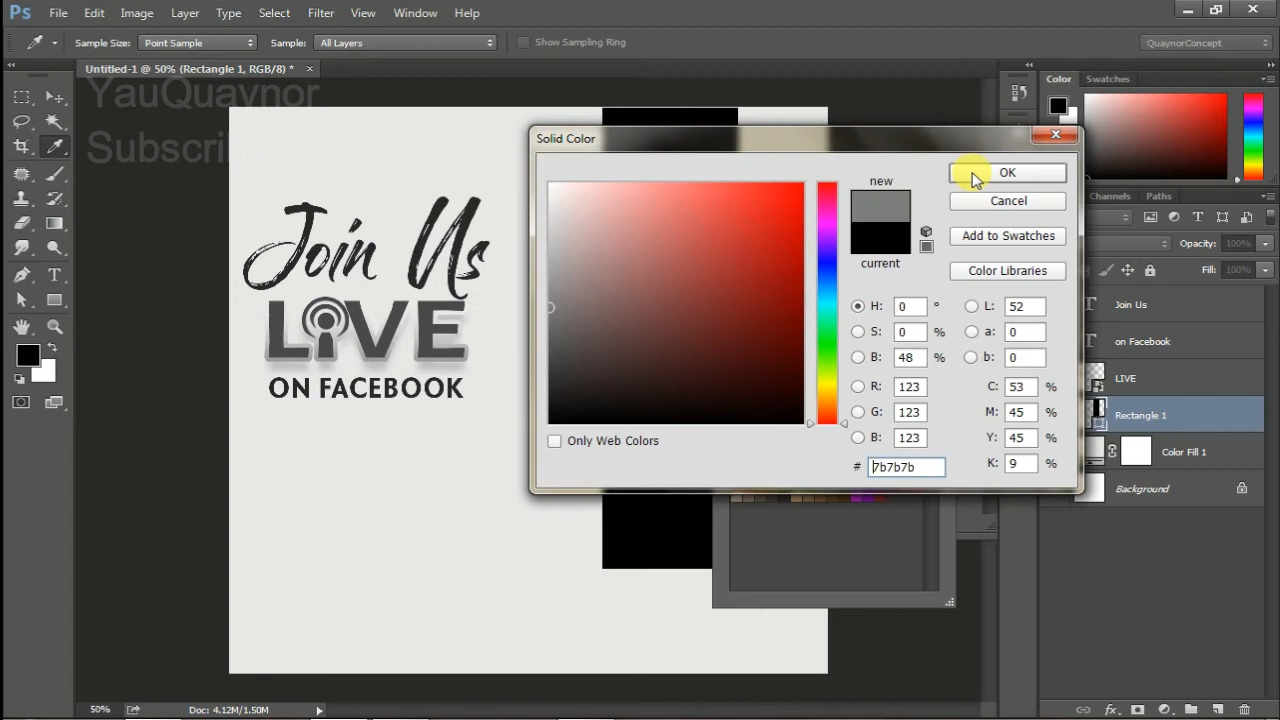 Ps File Edit Image Layer Type Select Filter View Window Help
Sample Size: Point Sample Sample: All Layers Show Sampling Ring QuaynorConcept
Untitled-1 @ 50% (Rectangle 1, RGB/8) *
Color Swatches
YauQuaynor
Subscribe
Join Us
LIVE
ON FACEBOOK
Solid Color
new
current
OK
Cancel
Add to Swatches
Color Libraries
H: 0 °
S: 0 %
B: 48 %
R: 123
G: 123
B: 123
# 7b7b7b
L: 52
a: 0
b: 0
C: 53 %
M: 45 %
Y: 45 %
K: 9 %
Only Web Colors
Channels Paths
Opacity: 100%
Fill: 100%
Join Us
on Facebook
LIVE
Rectangle 1
Color Fill 1
Background
50% Doc: 4.12M/1.50M